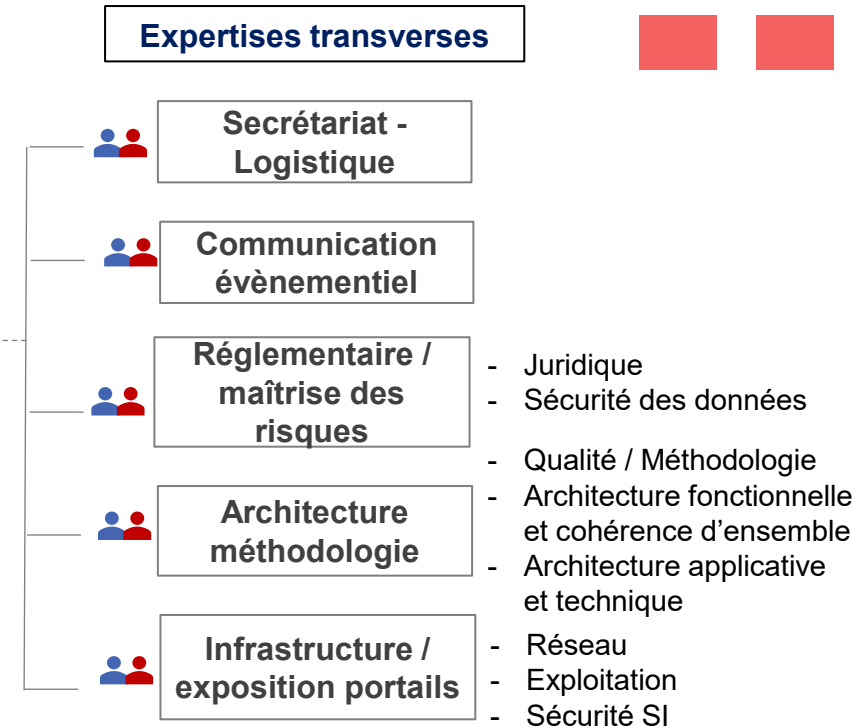 Expertises transverses
Secrétariat -
Logistique
Communication
évènementiel
Réglementaire /
maîtrise des
risques
- Juridique
- Sécurité des données
Architecture
méthodologie
- Qualité / Méthodologie
- Architecture fonctionnelle
et cohérence d’ensemble
- Architecture applicative
et technique
Infrastructure /
exposition portails
- Réseau
- Exploitation
- Sécurité SI